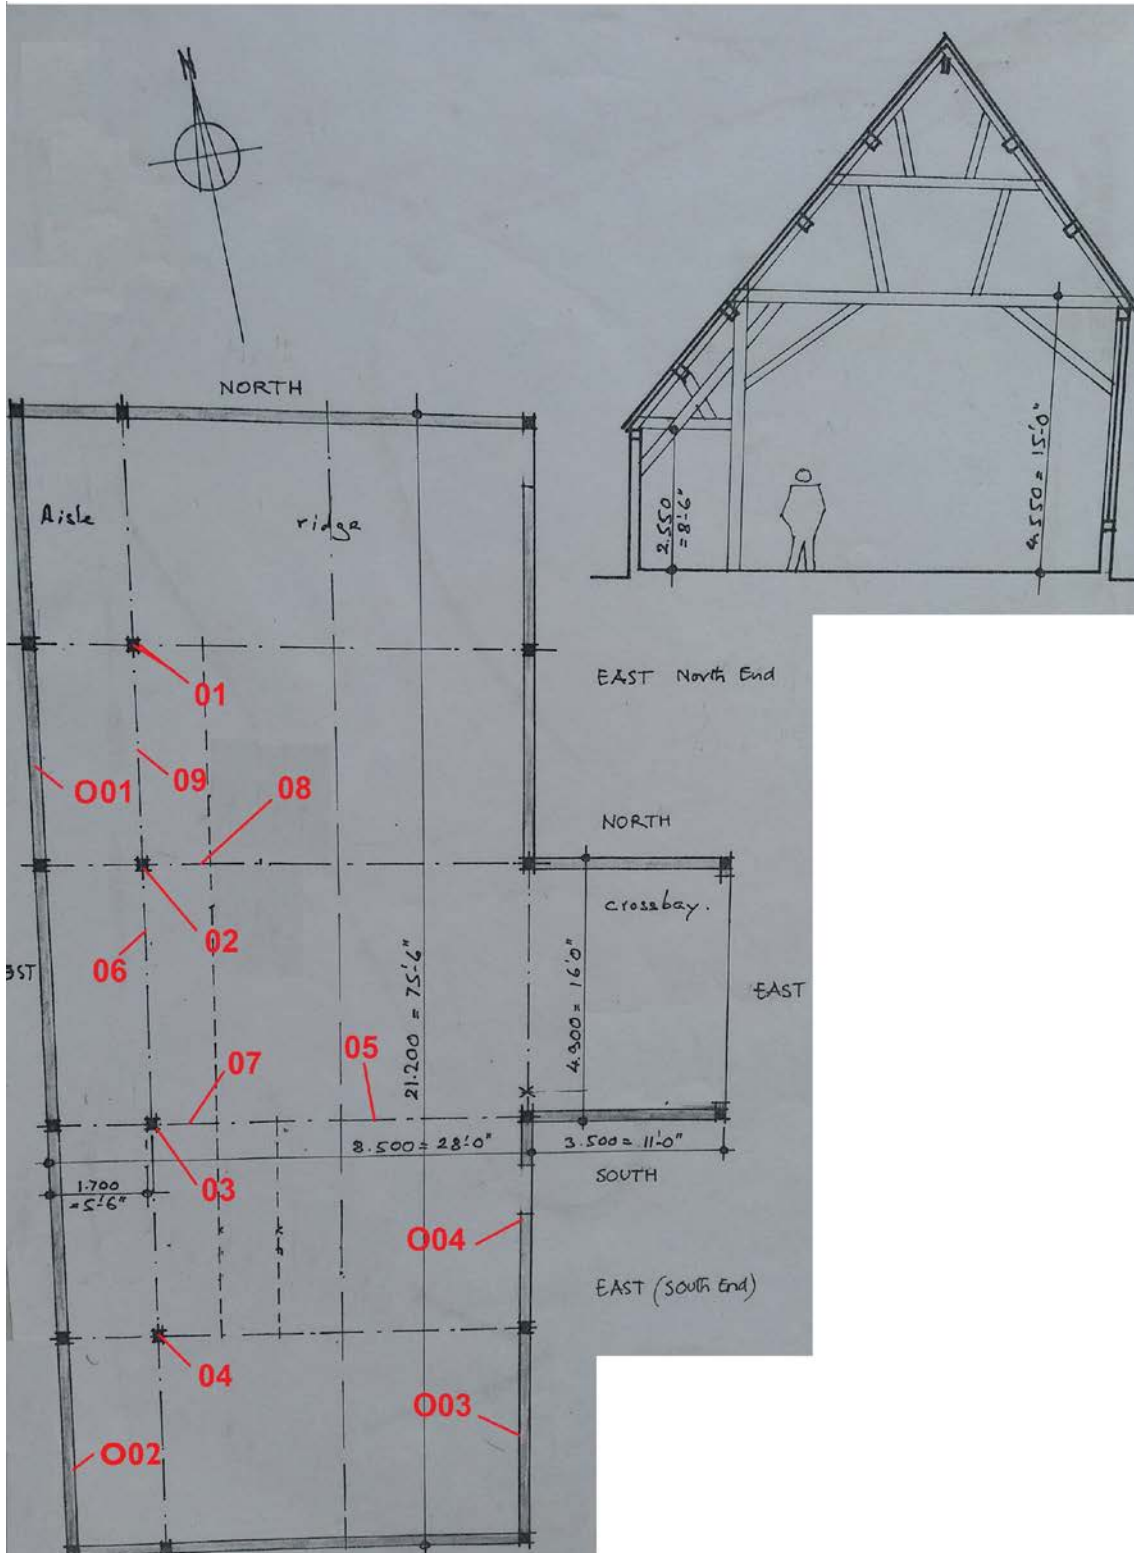 N
NORTH
Aisle
ridge
2.550
=8'-6"
4.550 = 15'-0"
01
EAST North End
09
O01
08
NORTH
crossbay.
02
06
EST
21.200 = 75'-6"
4.900 = 16'0"
EAST
05
07
8.500 = 28'-0"
3.500 = 11'-0"
03
1.700
=5'-6"
SOUTH
O04
EAST (South End)
04
O03
O02